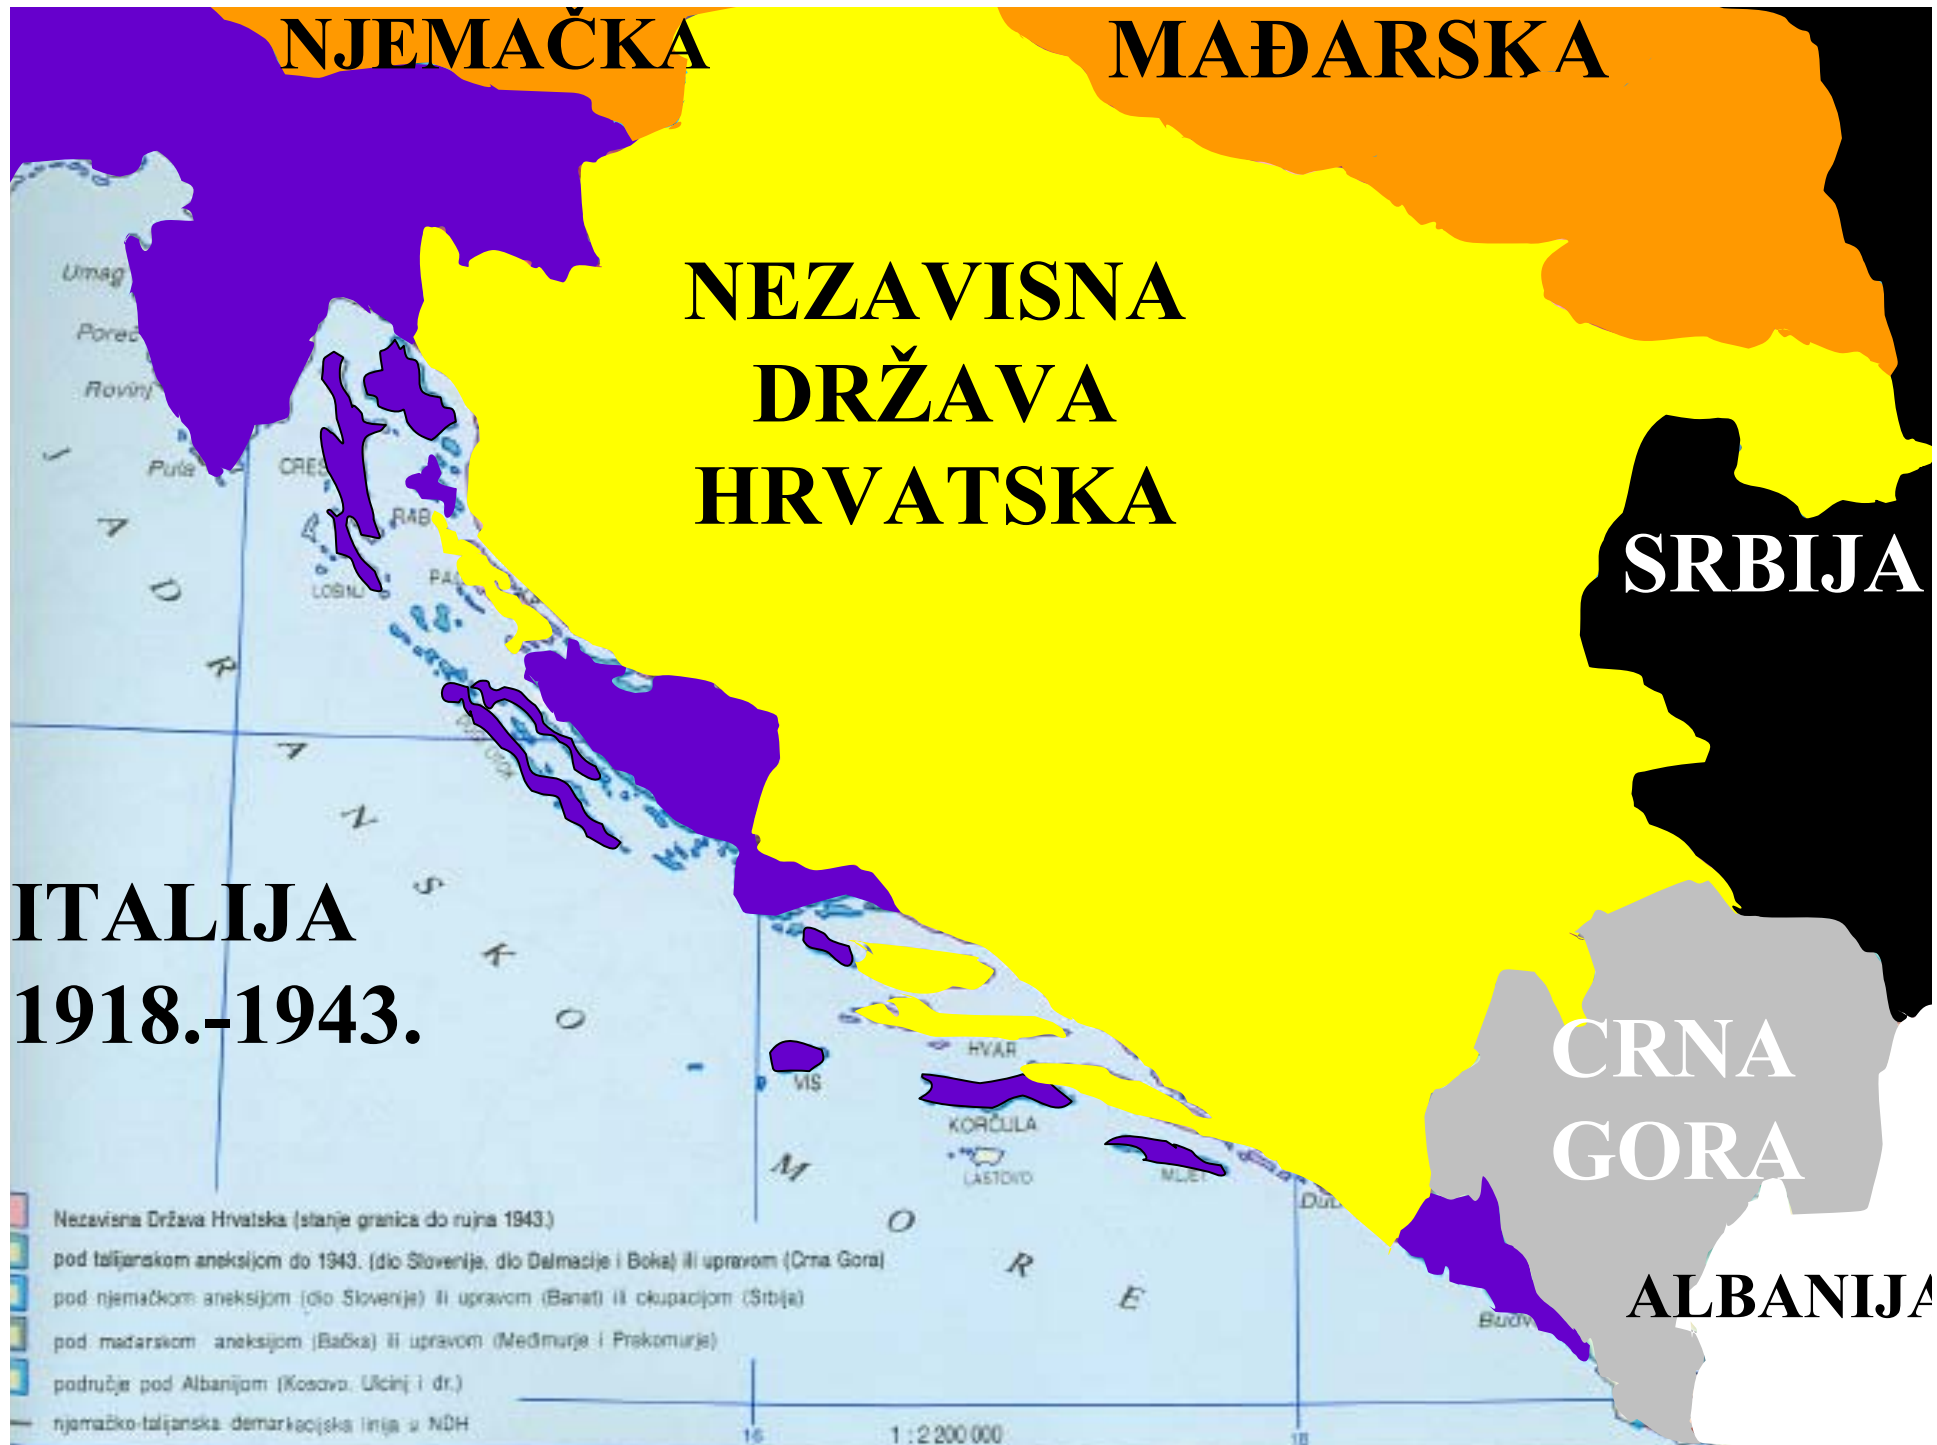 NJEMAČKA
MAĐARSKA
NEZAVISNA
DRŽAVA
HRVATSKA
SRBIJA
Umag
Poreč
Rovinj
Pula
CRES
RAB
LOŠINJ
JADRANSKO MORE
ITALIJA
1918.-1943.
HVAR
VIS
KORČULA
LASTOVO
MLJET
CRNA
GORA
ALBANIJA
Nezavisna Država Hrvatska (stanje granica do rujna 1943.)
pod talijanskom aneksijom do 1943. (dio Slovenije, dio Dalmacije i Boka) ili upravom (Crna Gora)
pod njemačkom aneksijom (dio Slovenije) ili upravom (Banat) ili okupacijom (Srbija)
pod mađarskom aneksijom (Bačka) ili upravom (Međimurje i Prekomurje)
područje pod Albanijom (Kosovo, Ulcinj i dr.)
njemačko-talijanska demarkacijska linija u NDH
16
1 : 2 200 000
18